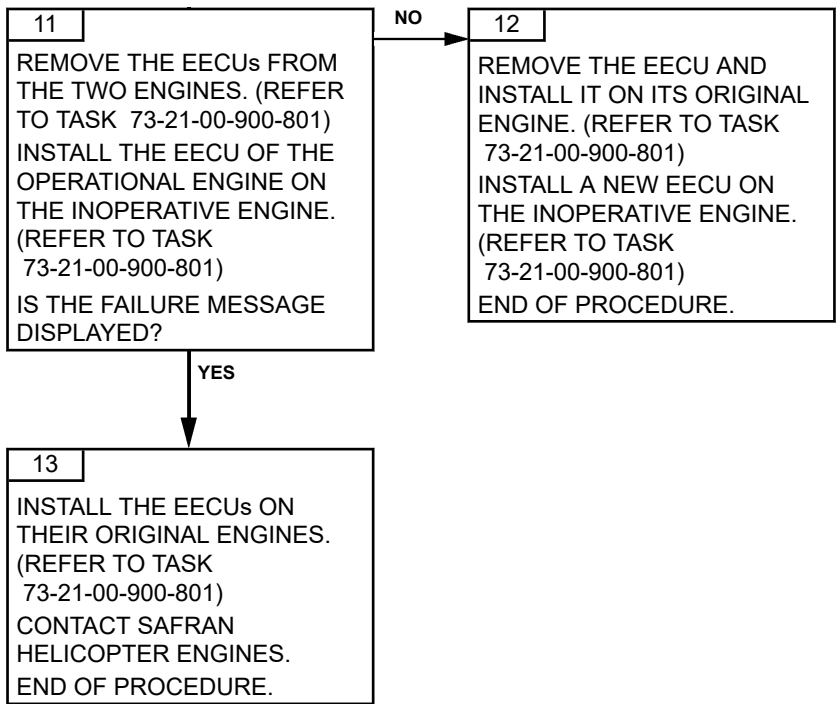 11
REMOVE THE EECUs FROM
THE TWO ENGINES. (REFER
TO TASK 73-21-00-900-801)
INSTALL THE EECU OF THE
OPERATIONAL ENGINE ON
THE INOPERATIVE ENGINE.
(REFER TO TASK
73-21-00-900-801)
IS THE FAILURE MESSAGE
DISPLAYED?
NO
12
REMOVE THE EECU AND
INSTALL IT ON ITS ORIGINAL
ENGINE. (REFER TO TASK
73-21-00-900-801)
INSTALL A NEW EECU ON
THE INOPERATIVE ENGINE.
(REFER TO TASK
73-21-00-900-801)
END OF PROCEDURE.
YES
13
INSTALL THE EECUs ON
THEIR ORIGINAL ENGINES.
(REFER TO TASK
73-21-00-900-801)
CONTACT SAFRAN
HELICOPTER ENGINES.
END OF PROCEDURE.